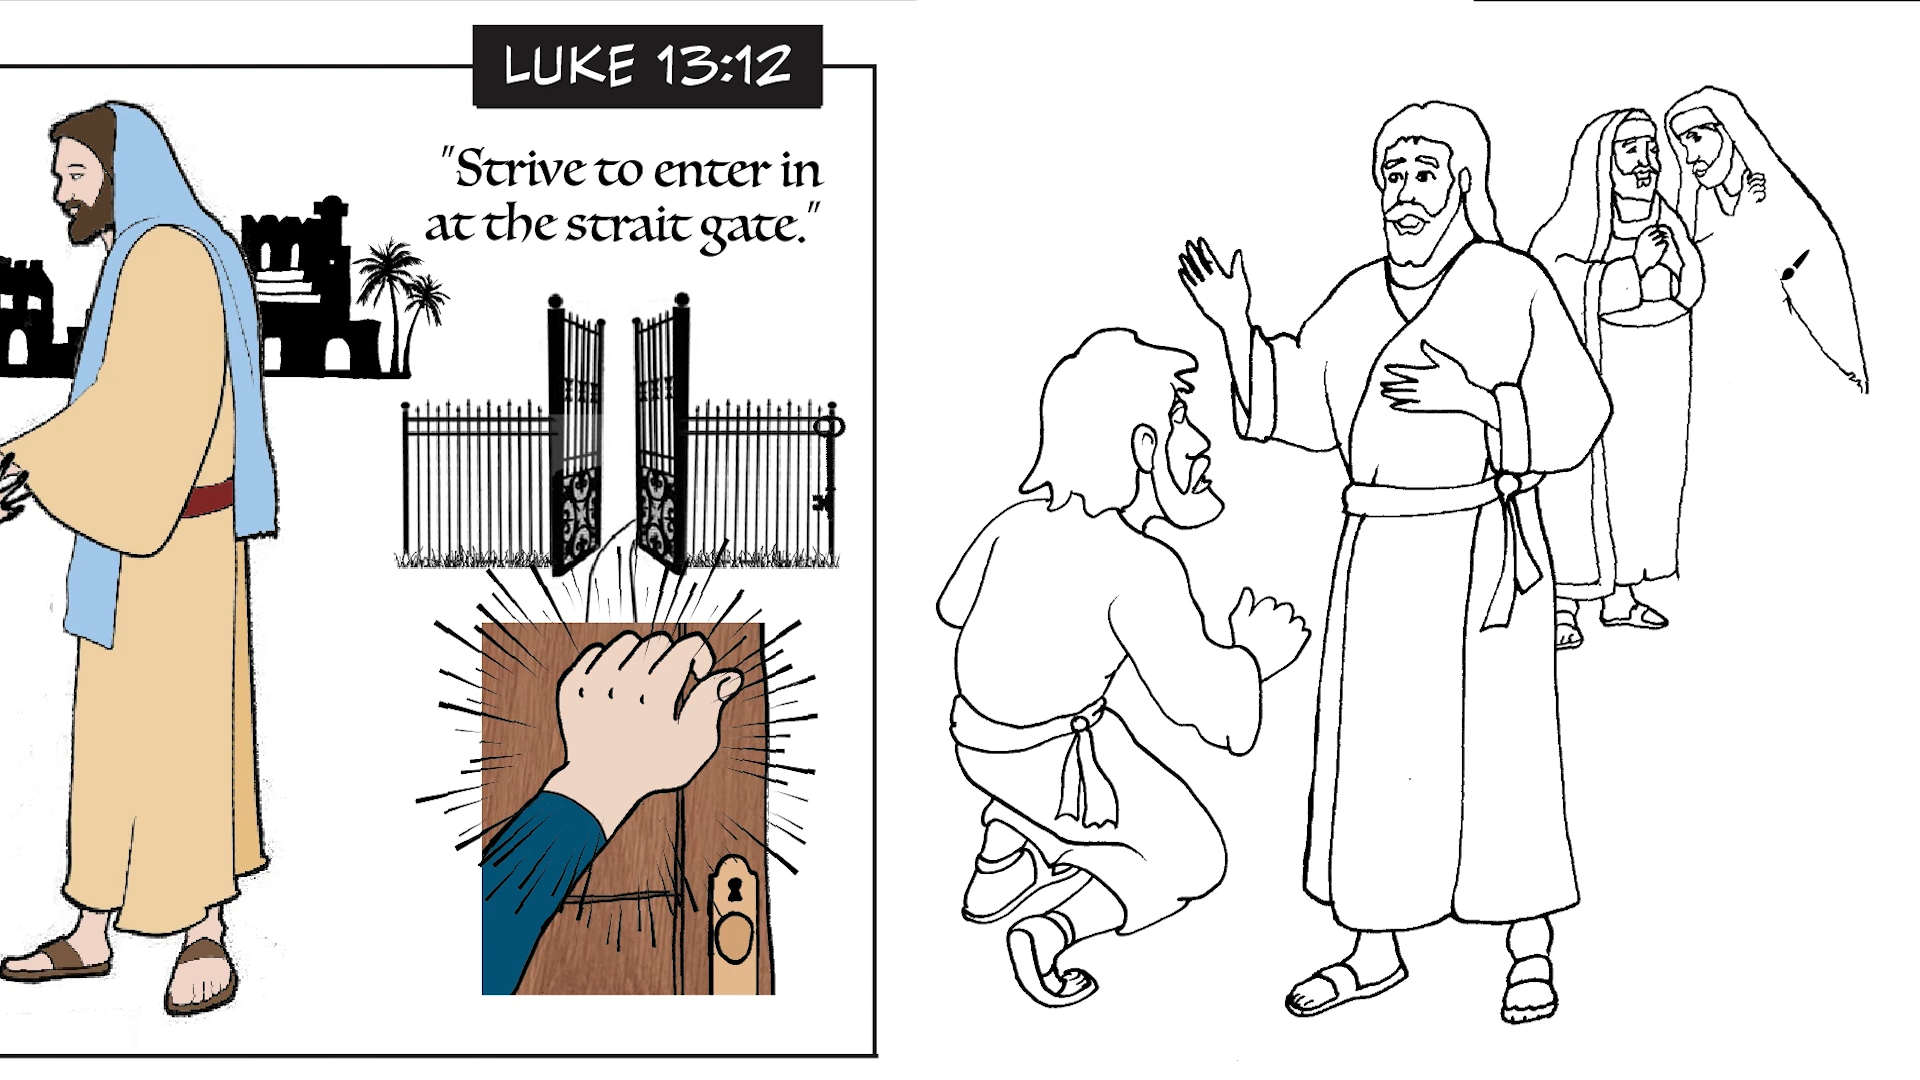 LUKE 13:12
"Strive to enter in
at the strait gate."